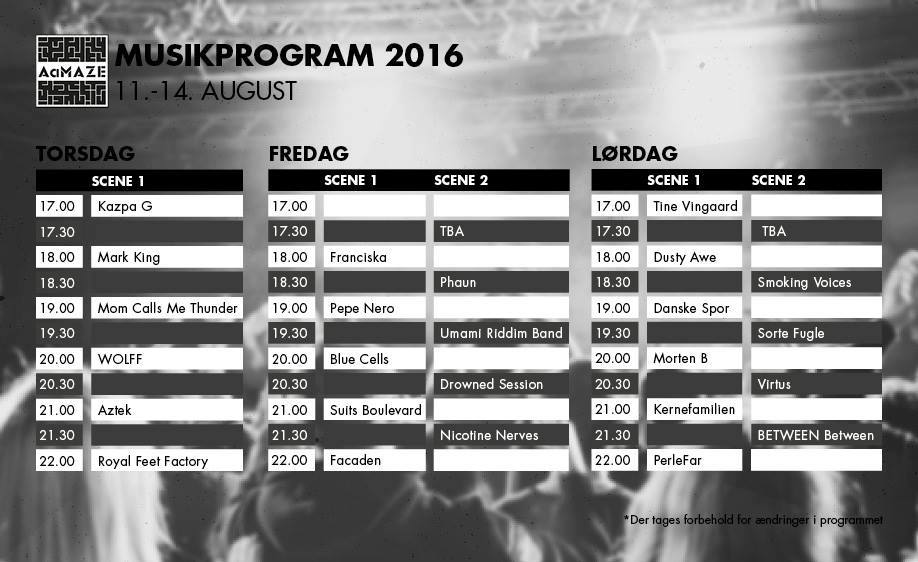 AaMAZE
MUSIKPROGRAM 2016
11.-14. AUGUST
TORSDAG
SCENE 1
17.00 Kazpa G
17.30
18.00 Mark King
18.30
19.00 Mom Calls Me Thunder
19.30
20.00 WOLFF
20.30
21.00 Aztek
21.30
22.00 Royal Feet Factory
FREDAG
SCENE 1 SCENE 2
17.00
17.30 TBA
18.00 Franciska
18.30 Phaun
19.00 Pepe Nero
19.30 Umami Riddim Band
20.00 Blue Cells
20.30 Drowned Session
21.00 Suits Boulevard
21.30 Nicotine Nerves
22.00 Facaden
LØRDAG
SCENE 1 SCENE 2
17.00 Tine Vingaard
17.30 TBA
18.00 Dusty Awe
18.30 Smoking Voices
19.00 Danske Spor
19.30 Sorte Fugle
20.00 Morten B
20.30 Virtus
21.00 Kernefamilien
21.30 BETWEEN Between
22.00 PerleFar
*Der tages forbehold for ændringer i programmet